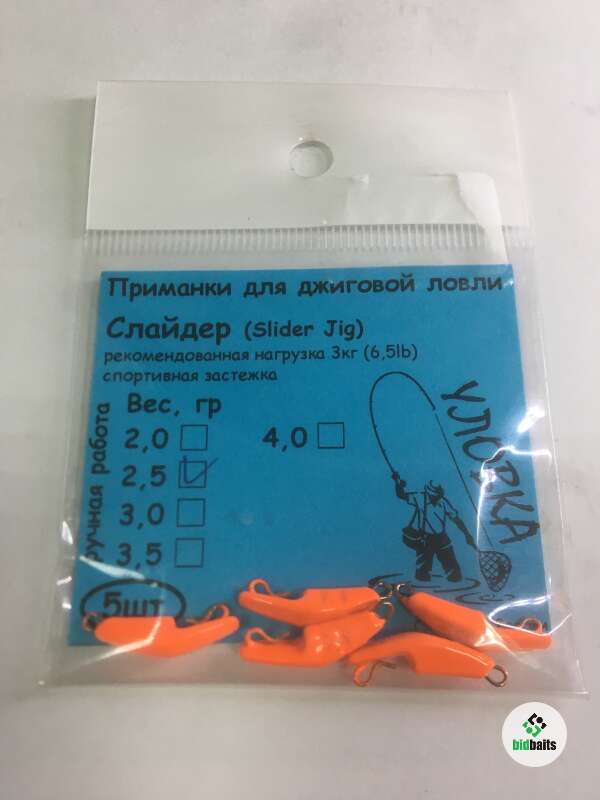 Приманки для джиговой ловли
Слайдер (Slider Jig)
рекомендованная нагрузка 3кг (6,5lb)
спортивная застежка
Вес, гр
2,0
4,0
2,5
3,0
3,5
ручная работа
УЛОВКА
5шт
bidbaits